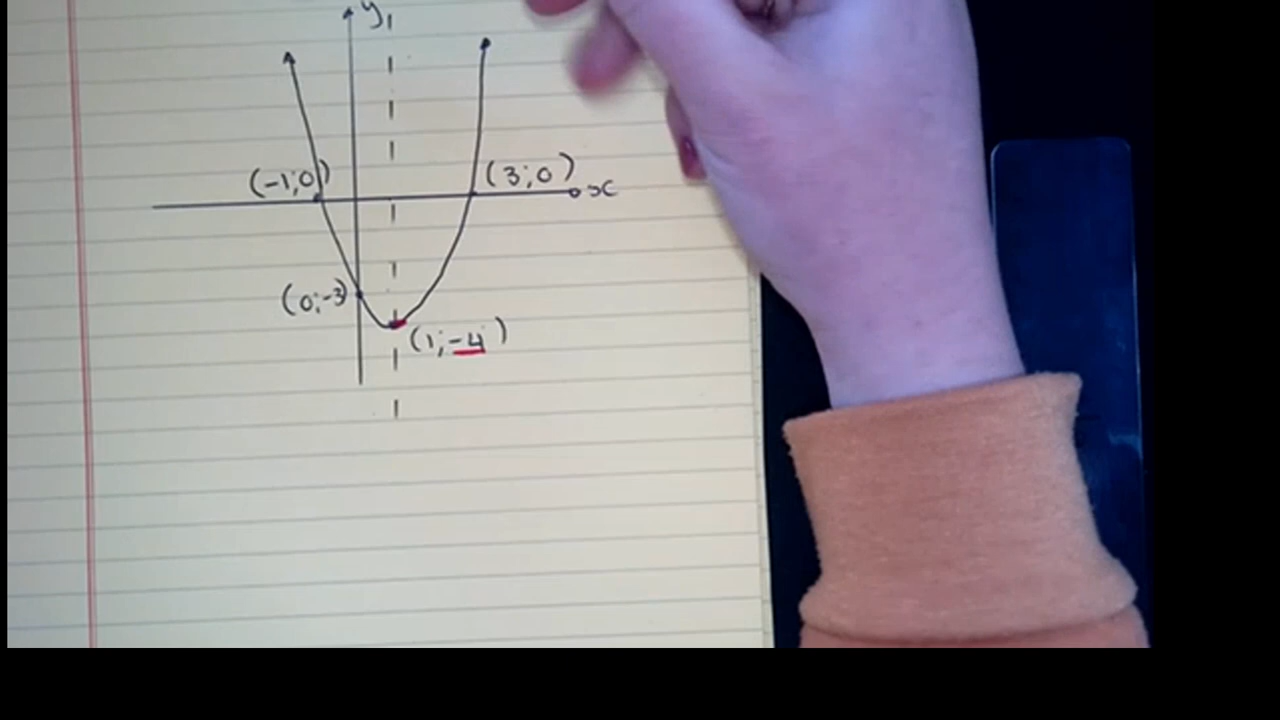 y
(-1;0)
(3;0)
x
(0;-3)
(1;-4)